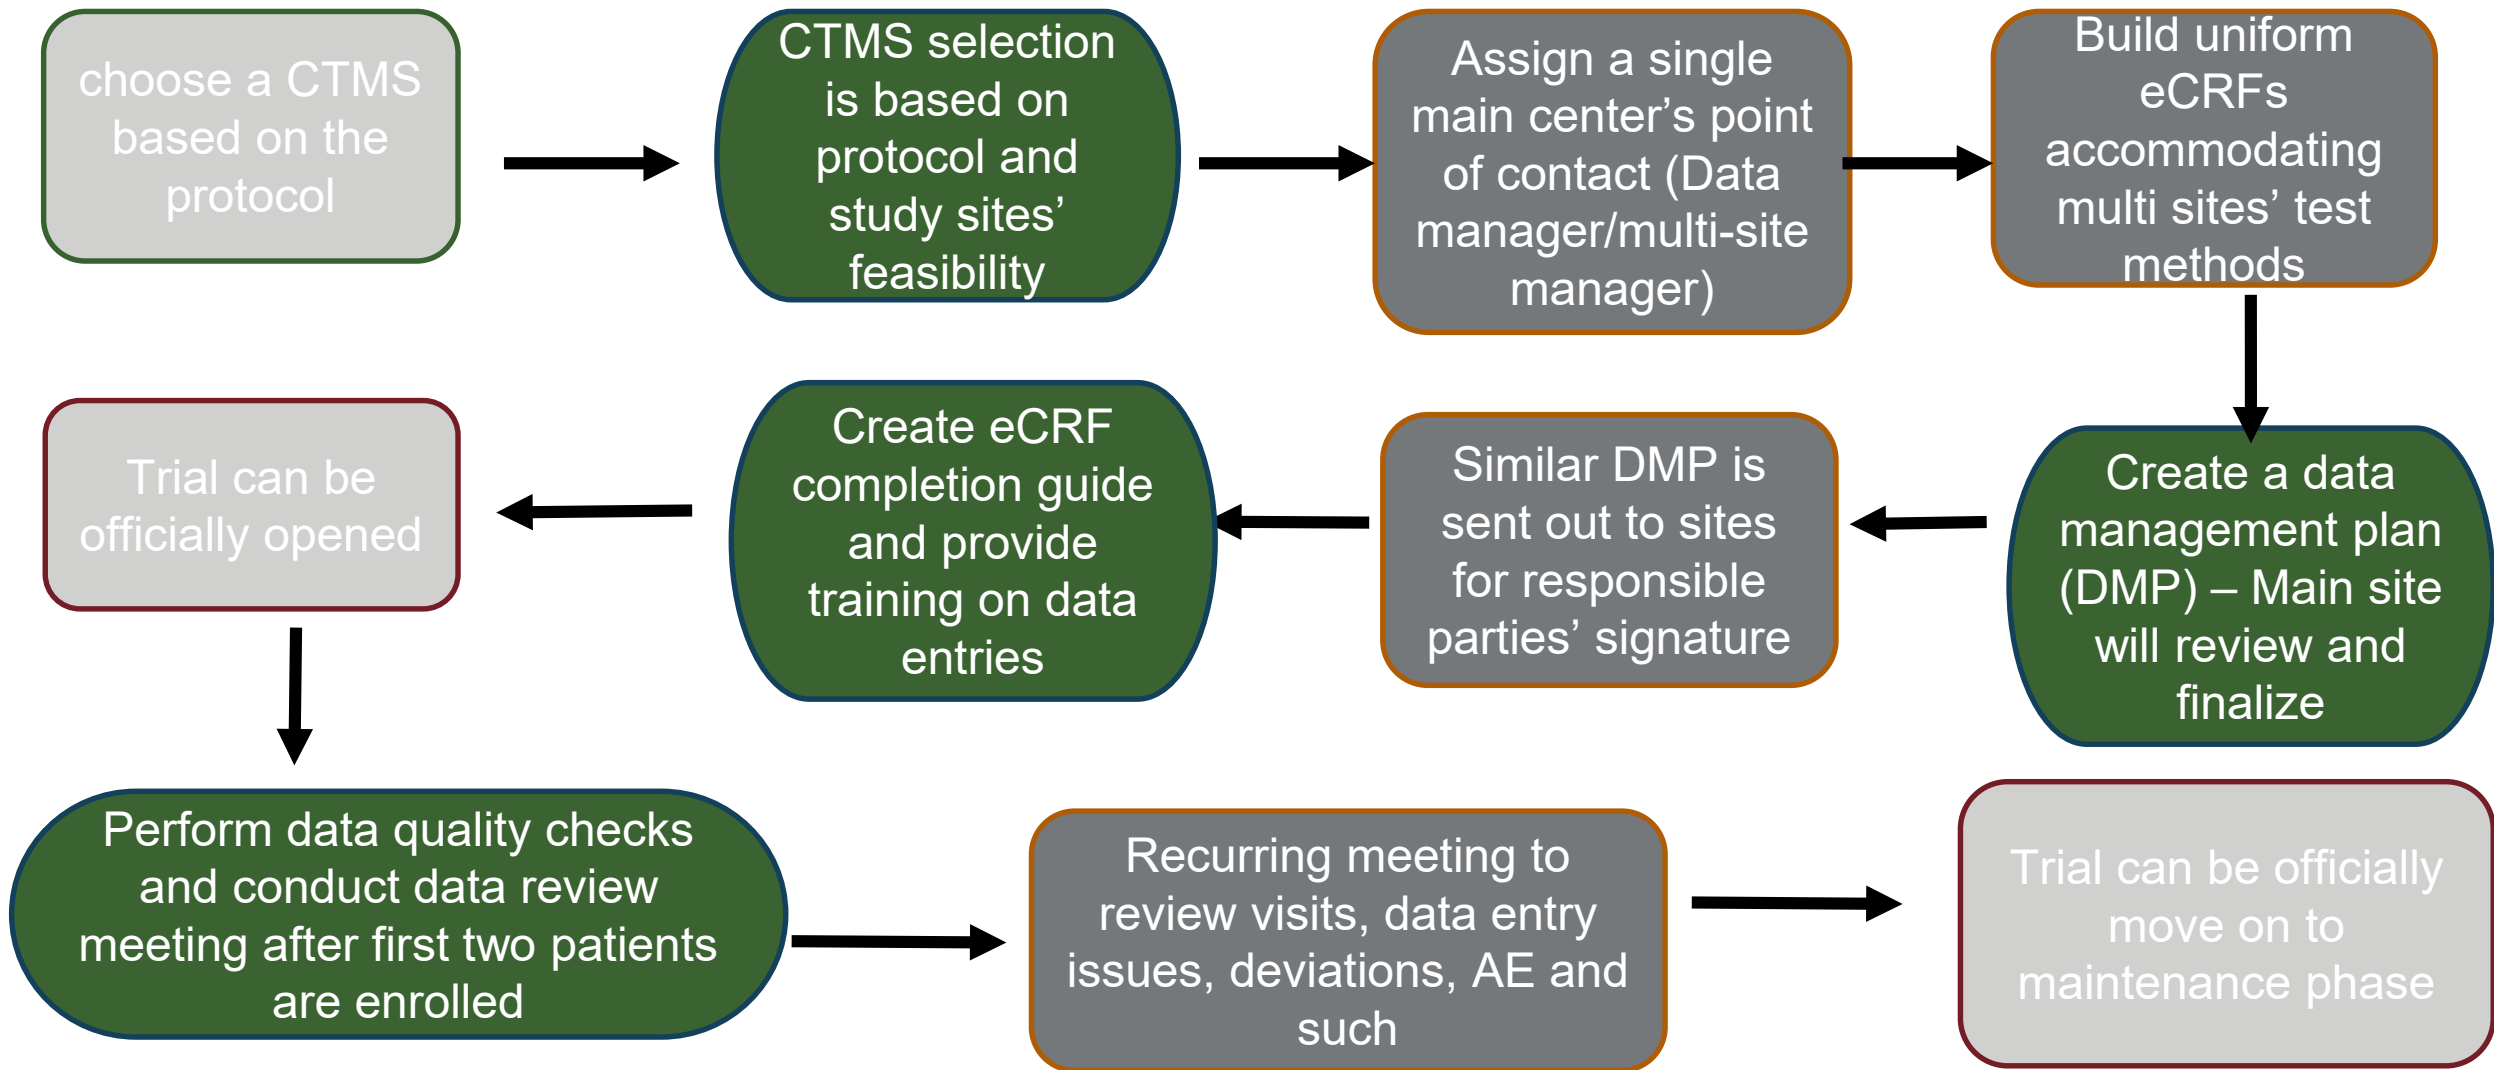 choose a CTMS
based on the
protocol
CTMS selection
is based on
protocol and
study sites’
feasibility
Assign a single
main center’s point
of contact (Data
manager/multi-site
manager)
Build uniform
eCRFs
accommodating
multi sites’ test
methods
Create a data
management plan
(DMP) – Main site
will review and
finalize
Similar DMP is
sent out to sites
for responsible
parties’ signature
Create eCRF
completion guide
and provide
training on data
entries
Trial can be
officially opened
Perform data quality checks
and conduct data review
meeting after first two patients
are enrolled
Recurring meeting to
review visits, data entry
issues, deviations, AE and
such
Trial can be officially
move on to
maintenance phase